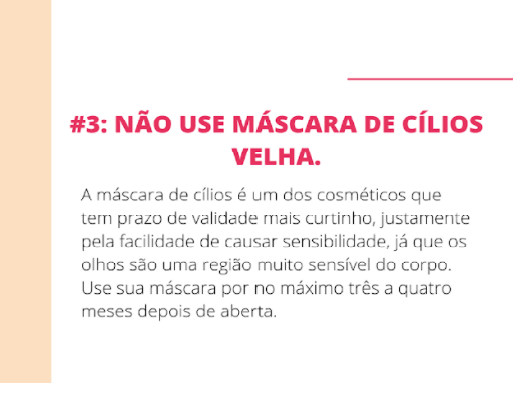 #3: NÃO USE MÁSCARA DE CÍLIOS
VELHA.
A máscara de cílios é um dos cosméticos que
tem prazo de validade mais curtinho, justamente
pela facilidade de causar sensibilidade, já que os
olhos são uma região muito sensível do corpo.
Use sua máscara por no máximo três a quatro
meses depois de aberta.